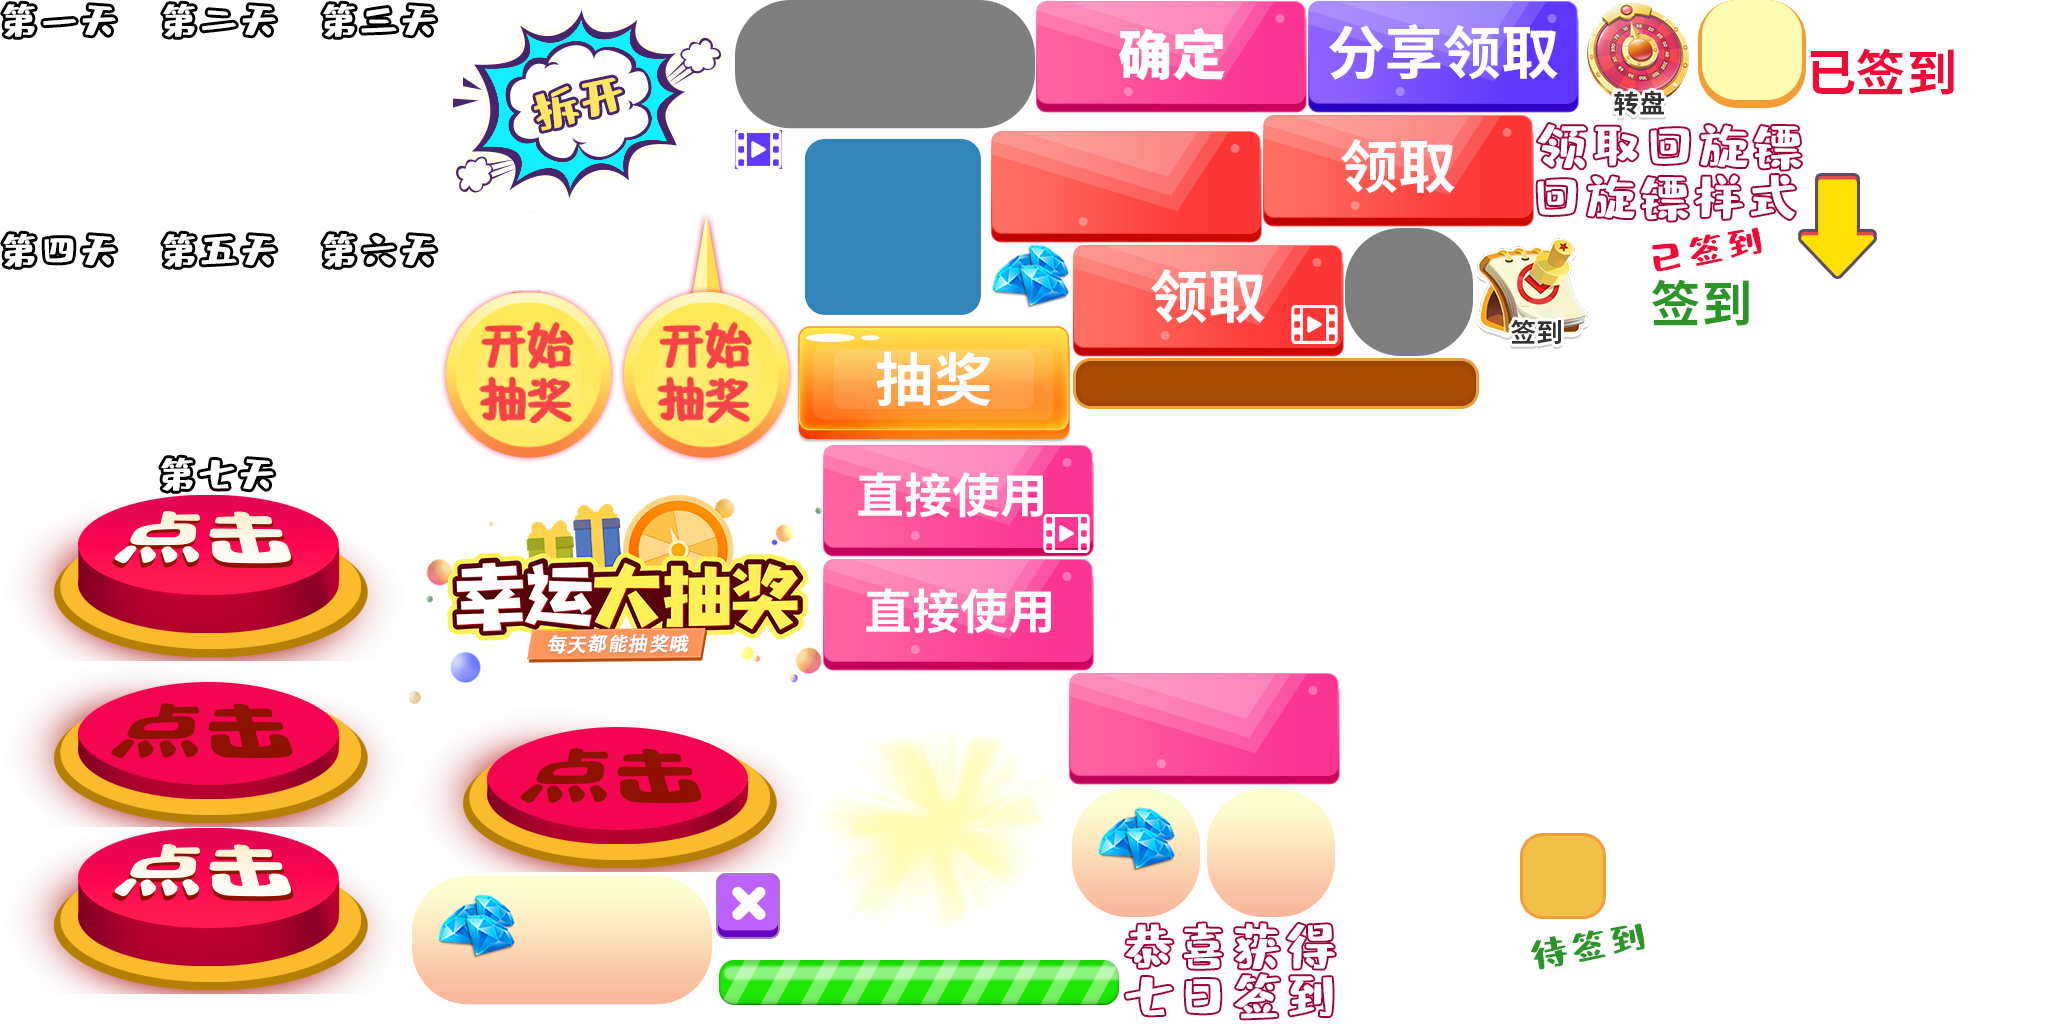 第一天
第二天
第三天
拆开
确定
分享领取
转盘
已签到
领取
领取回旋镖
回旋镖样式
第四天
第五天
第六天
已签到
签到
领取
签到
开始
抽奖
开始
抽奖
抽奖
第七天
直接使用
点击
幸运大抽奖
每天都能抽奖哦
直接使用
点击
点击
点击
恭喜获得
七日签到
待签到